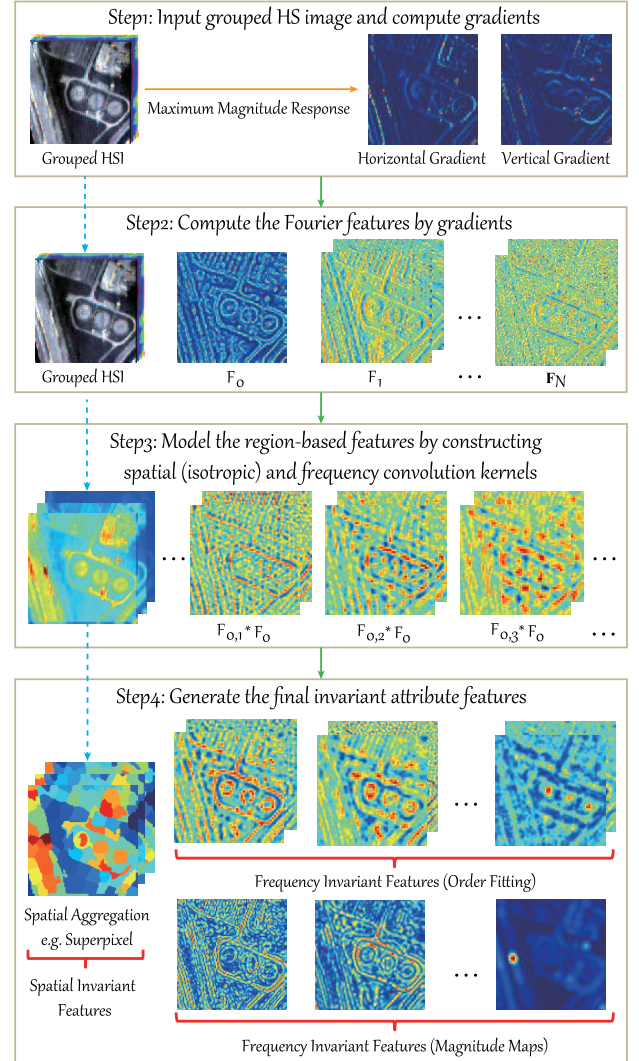 Step1: Input grouped HS image and compute gradients
Maximum Magnitude Response
Grouped HSI
Horizontal Gradient
Vertical Gradient
Step2: Compute the Fourier features by gradients
...
Grouped HSI
F0
F1
...
FN
Step3: Model the region-based features by constructing
spatial (isotropic) and frequency convolution kernels
...
...
F0,1* F0
F0,2* F0
F0,3* F0
...
Step4: Generate the final invariant attribute features
...
Frequency Invariant Features (Order Fitting)
Spatial Aggregation
e.g. Superpixel
...
Spatial Invariant
Features
Frequency Invariant Features (Magnitude Maps)